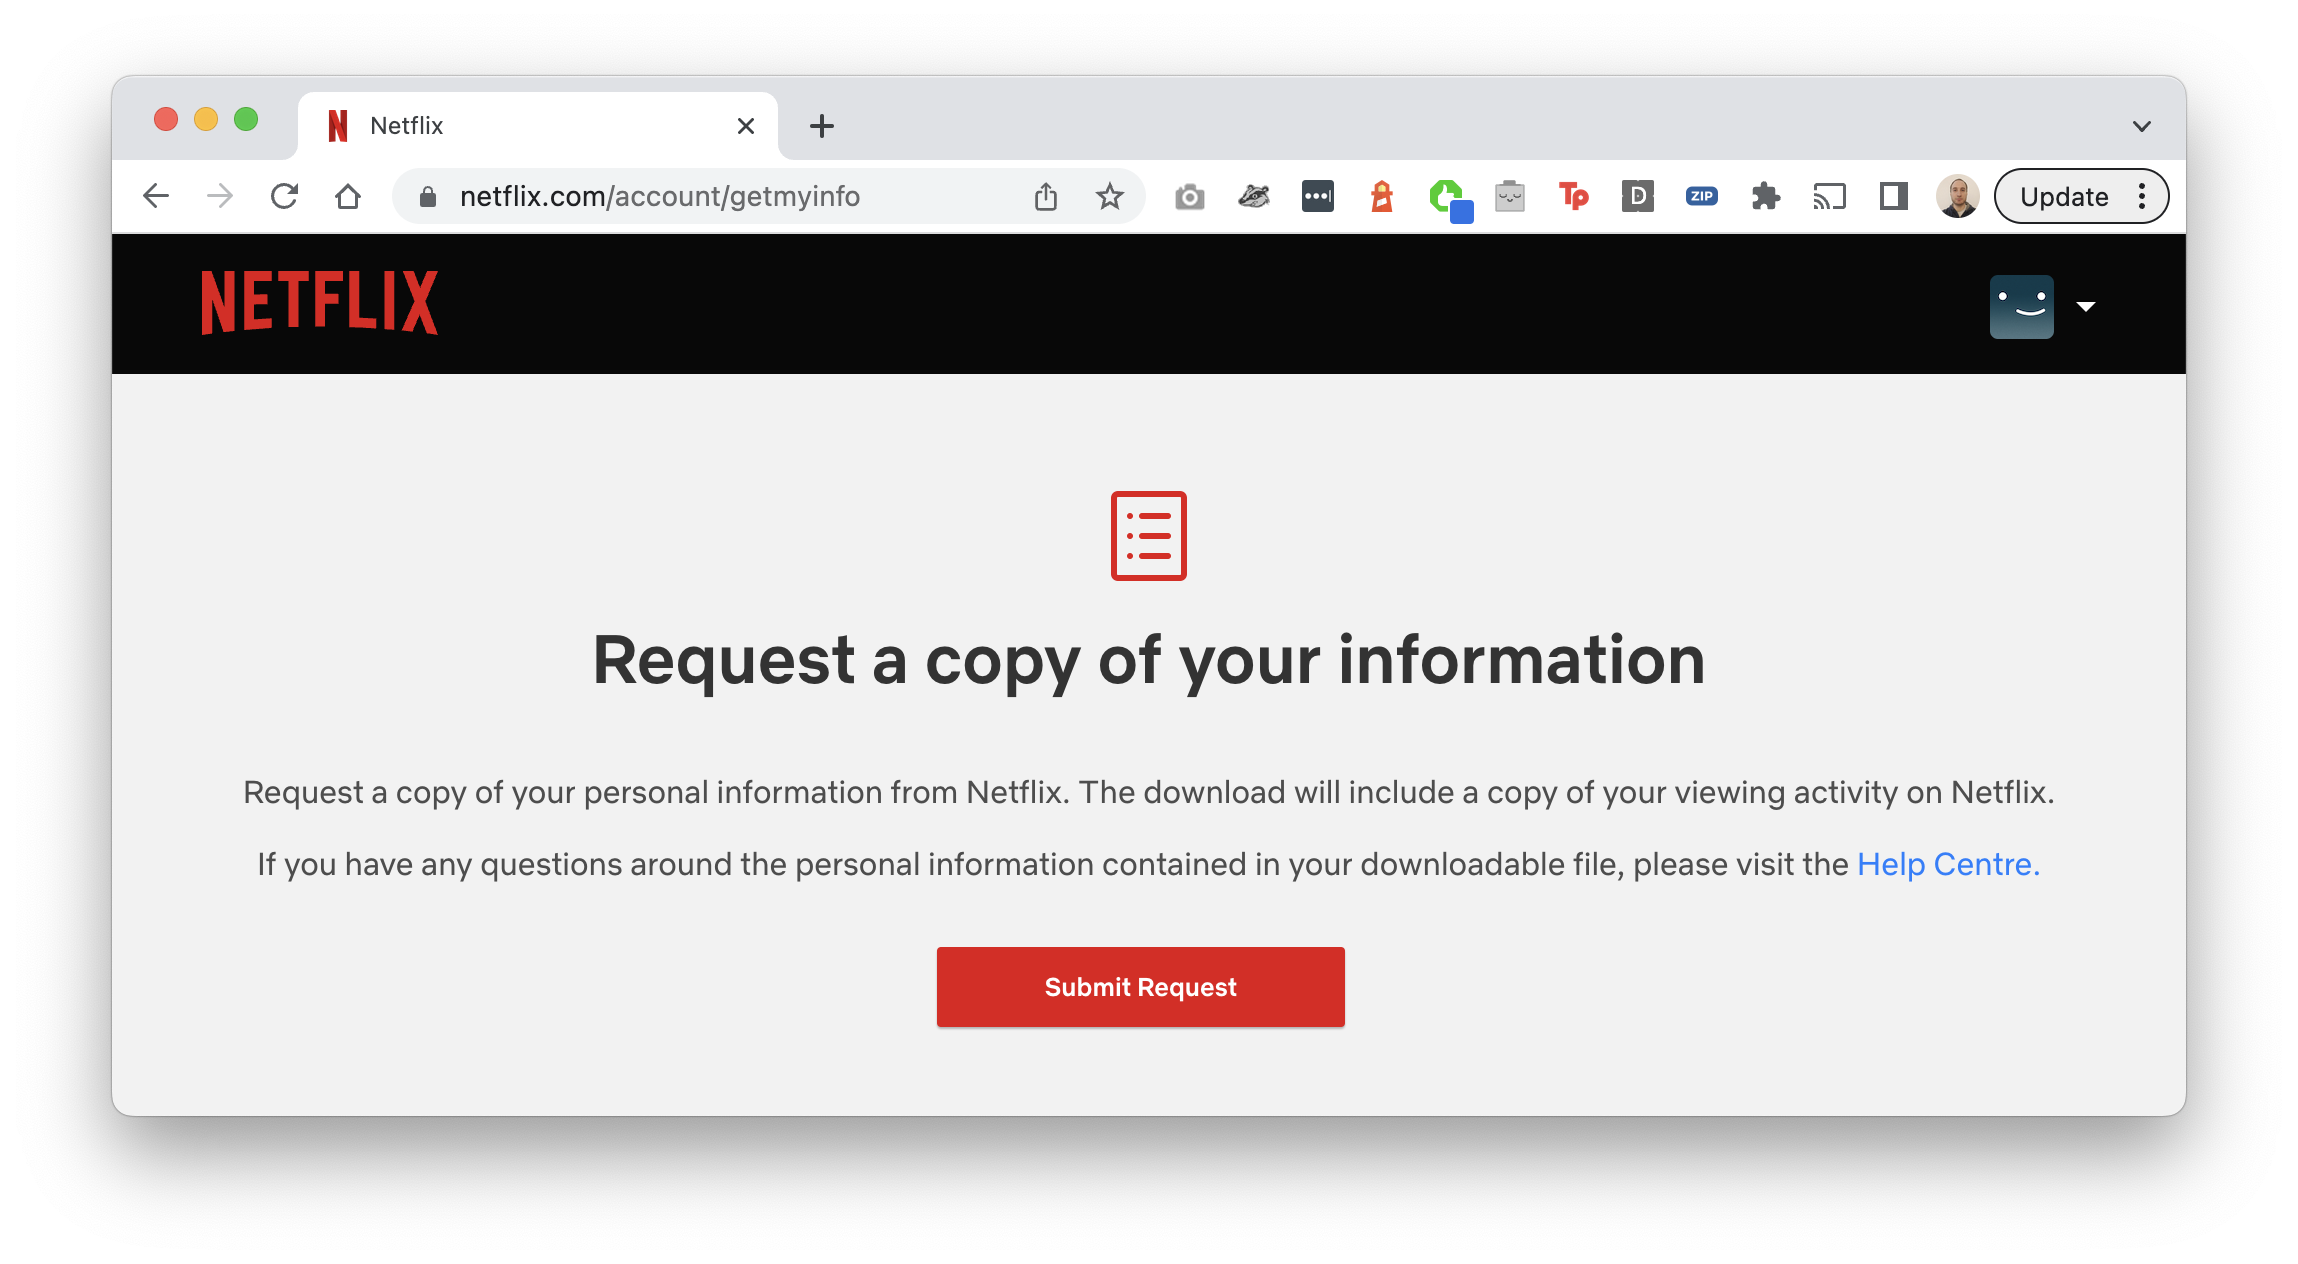 Netflix
netflix.com/account/getmyinfo
Tp
D
ZIP
Update
NETFLIX
Request a copy of your information
Request a copy of your personal information from Netflix. The download will include a copy of your viewing activity on Netflix.
If you have any questions around the personal information contained in your downloadable file, please visit the Help Centre.
Submit Request